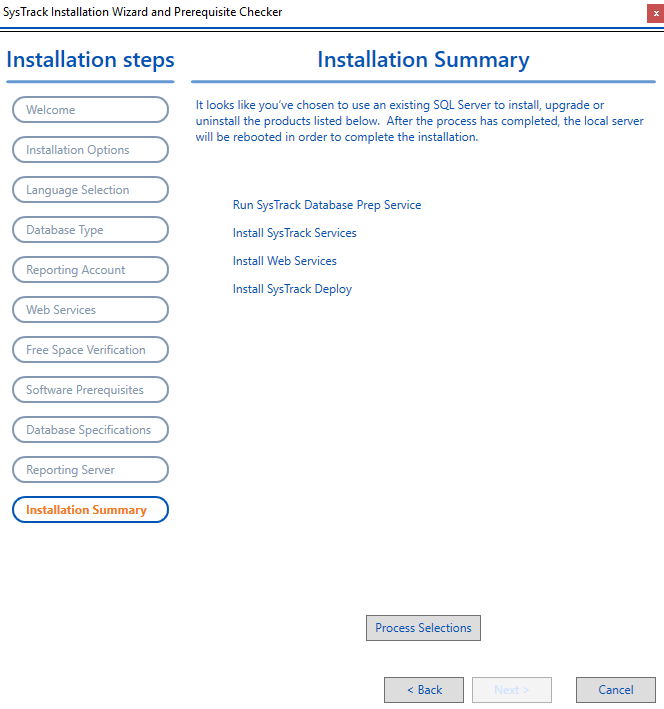 SysTrack Installation Wizard and Prerequisite Checker
x
Installation steps
Welcome
Installation Options
Language Selection
Database Type
Reporting Account
Web Services
Free Space Verification
Software Prerequisites
Database Specifications
Reporting Server
Installation Summary
Installation Summary
It looks like you've chosen to use an existing SQL Server to install, upgrade or
uninstall the products listed below.  After the process has completed, the local server
will be rebooted in order to complete the installation.
Run SysTrack Database Prep Service
Install SysTrack Services
Install Web Services
Install SysTrack Deploy
Process Selections
< Back
Next >
Cancel